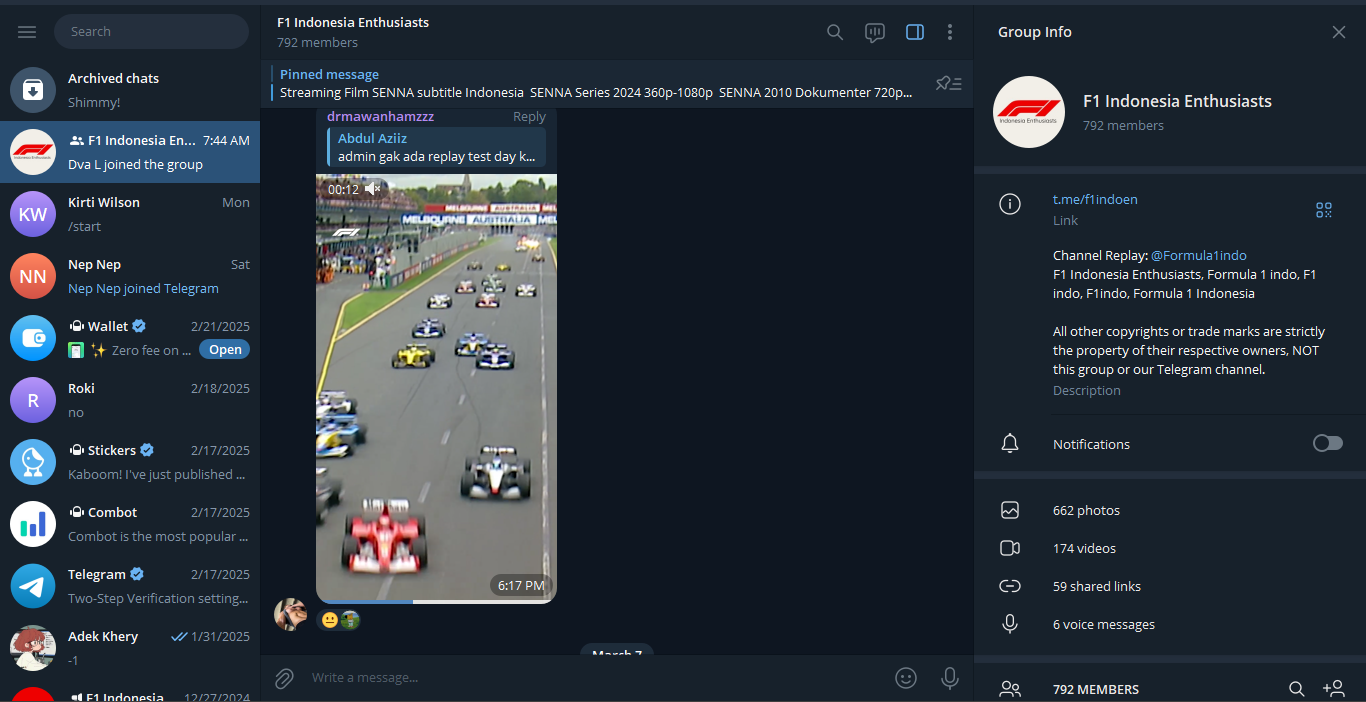 Search
Archived chats
Shimmy!
F1 Indonesia En... 7:44 AM
Dva L joined the group
KW
Kirti Wilson Mon
/start
NN
Nep Nep Sat
Nep Nep joined Telegram
Wallet 2/21/2025
Zero fee on ... Open
R
Roki 2/18/2025
no
Stickers 2/17/2025
Kaboom! I've just published ...
Combot 2/17/2025
Combot is the most popular ...
Telegram 2/17/2025
Two-Step Verification setting...
Adek Khery 1/31/2025
-1
F1 Indonesia 12/27/2024
F1 Indonesia Enthusiasts
792 members
Pinned message
Streaming Film SENNA subtitle Indonesia SENNA Series 2024 360p-1080p SENNA 2010 Dokumenter 720p...
drmawanhamzzz Reply
Abdul Aziiz
admin gak ada replay test day k...
00:12
MELBOURNE AUSTRALIA
MELBOURNE AUSTRALIA MEL
6:17 PM
March 7
Write a message...
Group Info
Indonesia Enthusiasts
F1 Indonesia Enthusiasts
792 members
t.me/f1indoen
Link
Channel Replay: @Formula1indo
F1 Indonesia Enthusiasts, Formula 1 indo, F1
indo, F1indo, Formula 1 Indonesia
All other copyrights or trade marks are strictly
the property of their respective owners, NOT
this group or our Telegram channel.
Description
Notifications
662 photos
174 videos
59 shared links
6 voice messages
792 MEMBERS